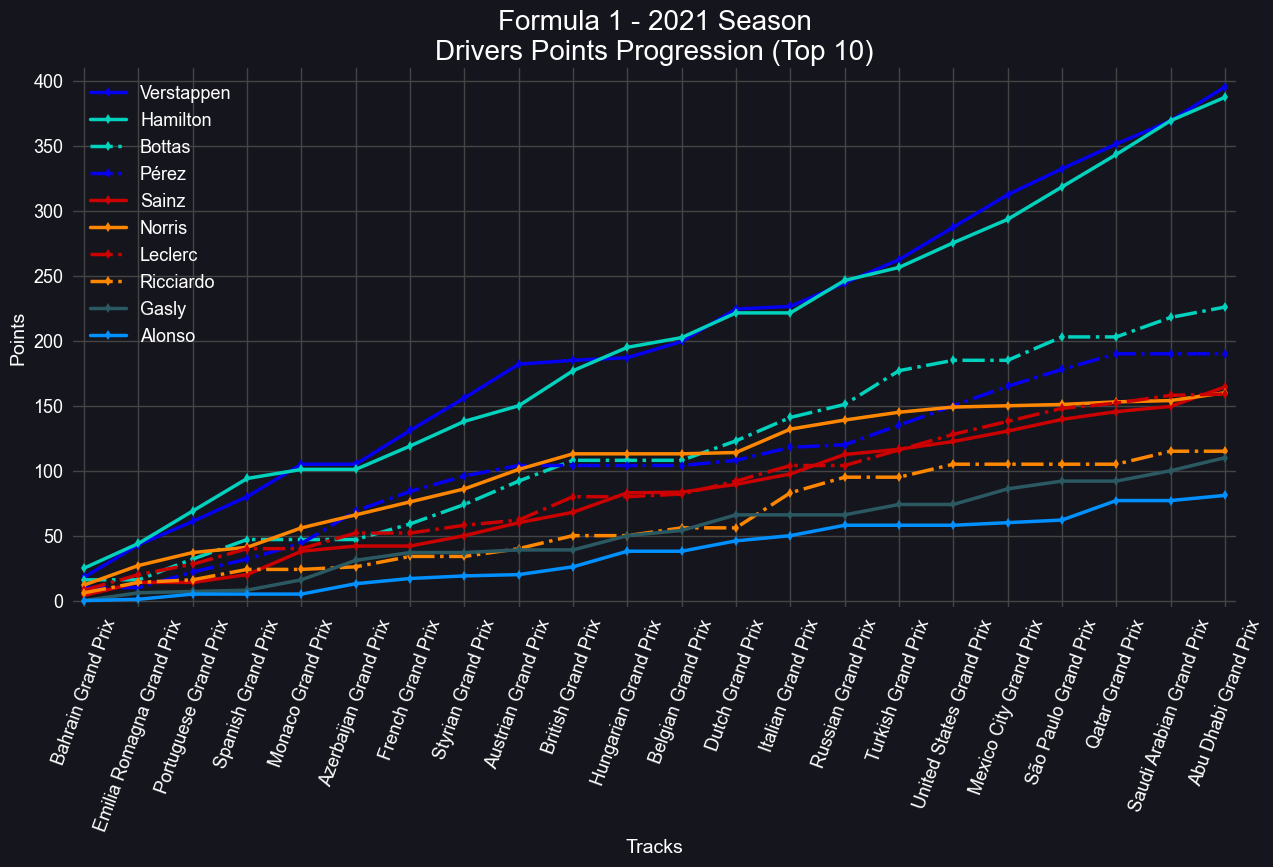 Formula 1 - 2021 Season
Drivers Points Progression (Top 10)
400
350
300
250
200
150
100
50
0
Points
Verstappen
Hamilton
Bottas
Pérez
Sainz
Norris
Leclerc
Ricciardo
Gasly
Alonso
Bahrain Grand Prix
Emilia Romagna Grand Prix
Portuguese Grand Prix
Spanish Grand Prix
Monaco Grand Prix
Azerbaijan Grand Prix
French Grand Prix
Styrian Grand Prix
Austrian Grand Prix
British Grand Prix
Hungarian Grand Prix
Belgian Grand Prix
Dutch Grand Prix
Italian Grand Prix
Russian Grand Prix
Turkish Grand Prix
United States Grand Prix
Mexico City Grand Prix
São Paulo Grand Prix
Qatar Grand Prix
Saudi Arabian Grand Prix
Abu Dhabi Grand Prix
Tracks